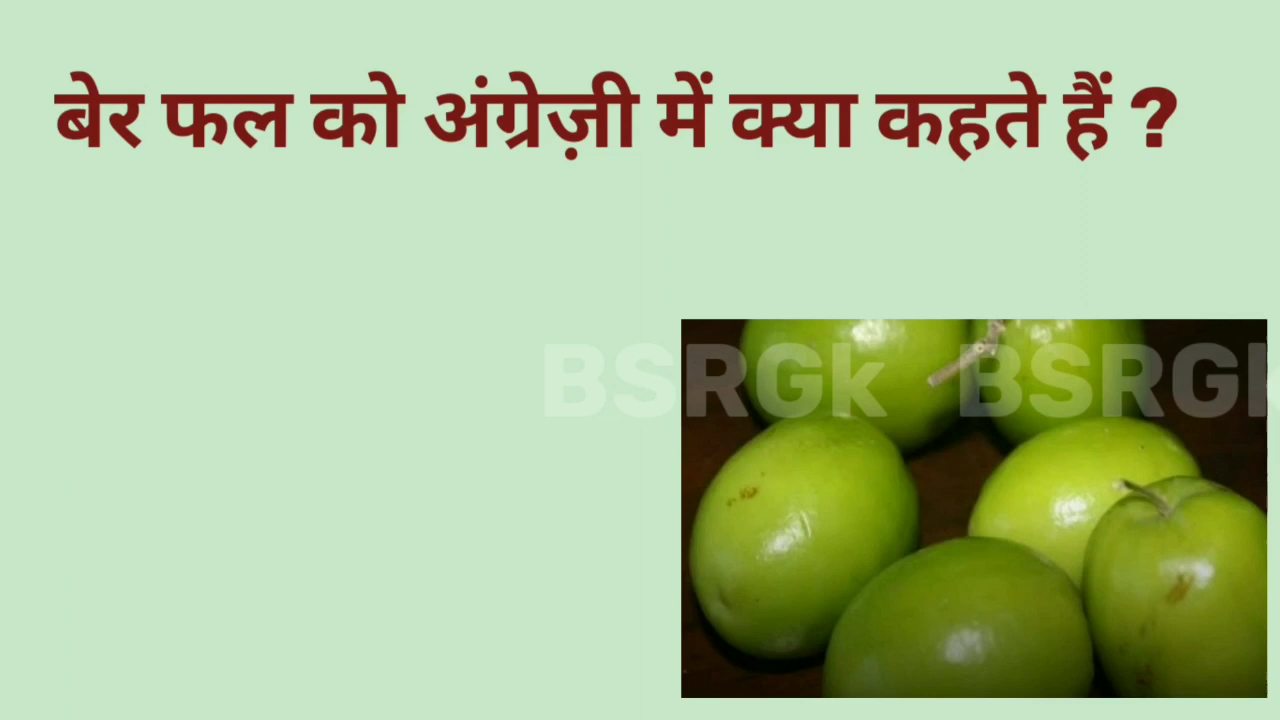 बेर फल को अंग्रेज़ी में क्या कहते हैं ?
BSRGk BSRGk